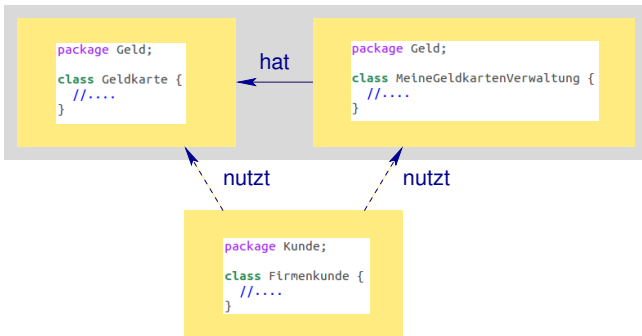 package Geld;
class Geldkarte {
//....
}
hat
package Geld;
class MeineGeldkartenVerwaltung {
//....
}
nutzt
nutzt
package Kunde;
class Firmenkunde {
//....
}